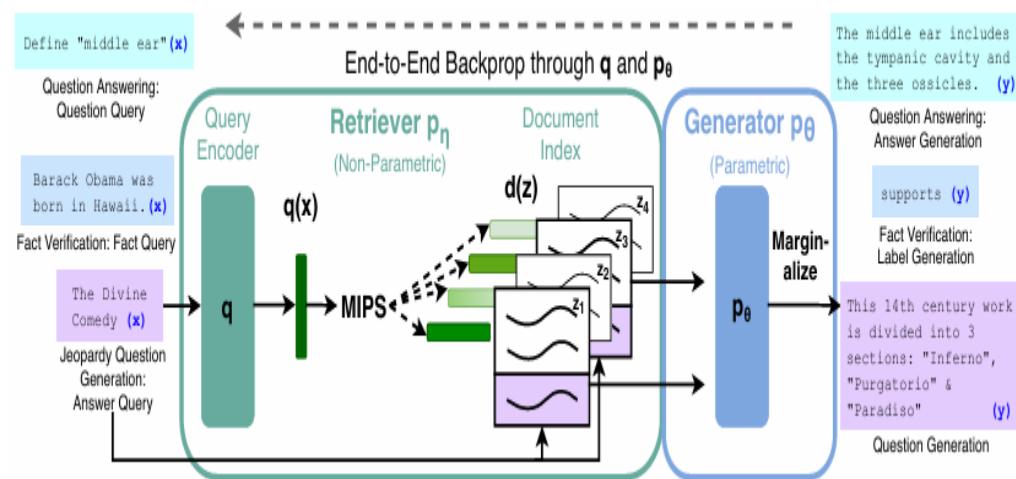 Define "middle ear" (x)
Question Answering:
Question Query
Barack Obama was
born in Hawaii. (x)
Fact Verification: Fact Query
The Divine
Comedy (x)
Jeopardy Question
Generation:
Answer Query
End-to-End Backprop through q and pθ
Query
Encoder
q
q(x)
Retriever pη
(Non-Parametric)
MIPS
Document
Index
d(z)
z4
z3
z2
z1
Generator pθ
(Parametric)
pθ
Margin-
alize
The middle ear includes
the tympanic cavity and
the three ossicles. (y)
Question Answering:
Answer Generation
supports (y)
Fact Verification:
Label Generation
This 14th century work
is divided into 3
sections: "Inferno",
"Purgatorio" &
"Paradiso" (y)
Question Generation